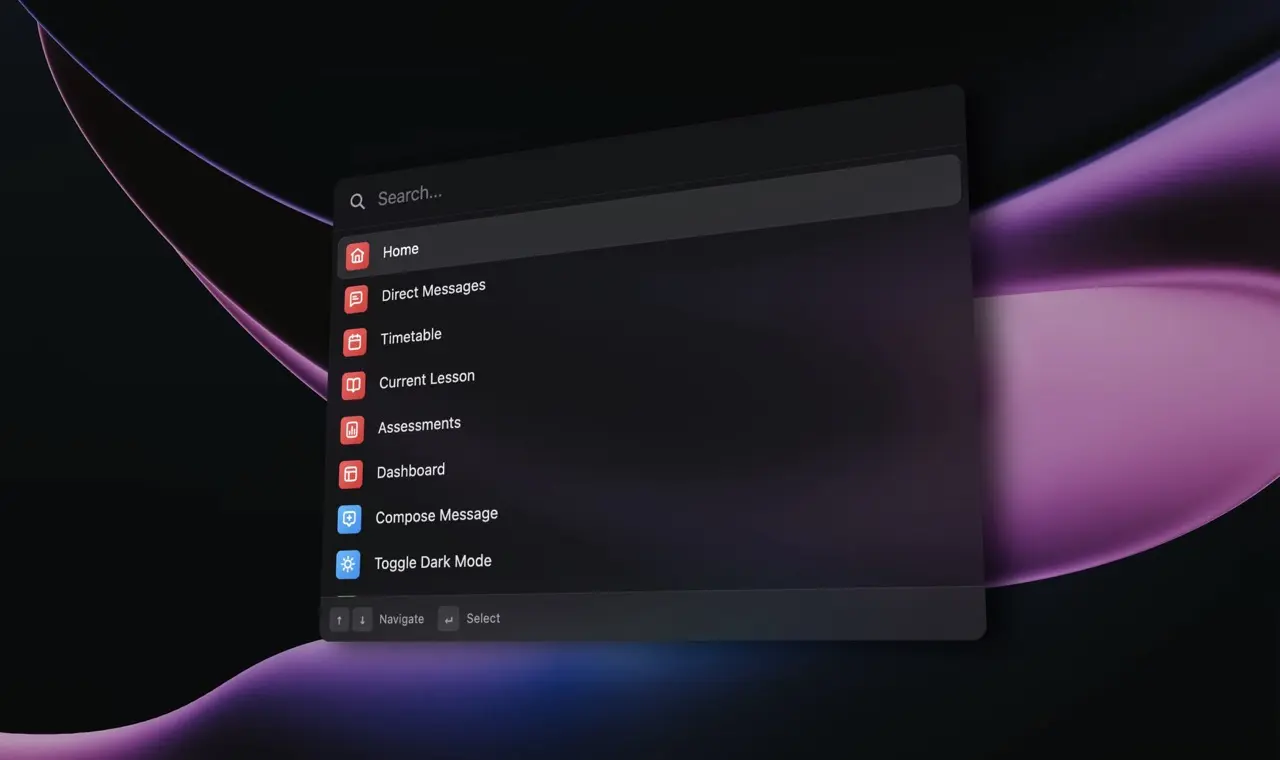 Search...
Home
Direct Messages
Timetable
Current Lesson
Assessments
Dashboard
Compose Message
Toggle Dark Mode
↑ ↓ Navigate ↵ Select